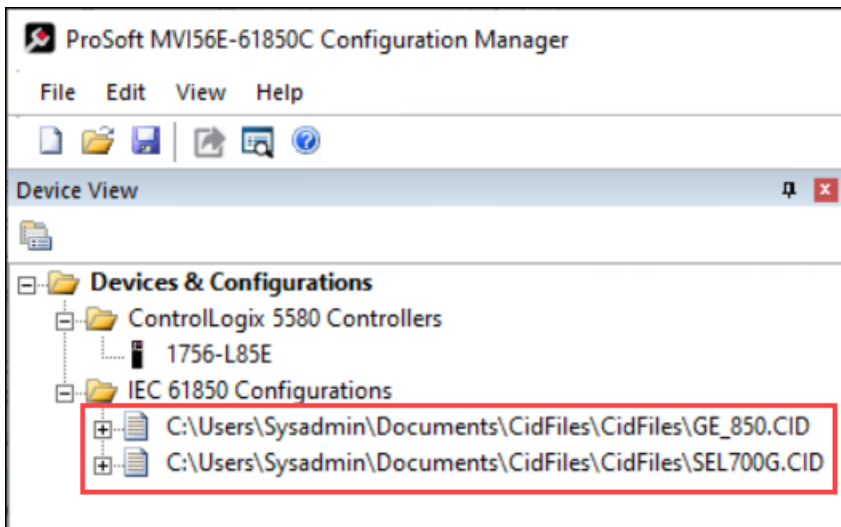 ProSoft MVI56E-61850C Configuration Manager
File Edit View Help
Device View
Devices & Configurations
ControlLogix 5580 Controllers
1756-L85E
IEC 61850 Configurations
C:\Users\Sysadmin\Documents\CidFiles\CidFiles\GE_850.CID
C:\Users\Sysadmin\Documents\CidFiles\CidFiles\SEL700G.CID